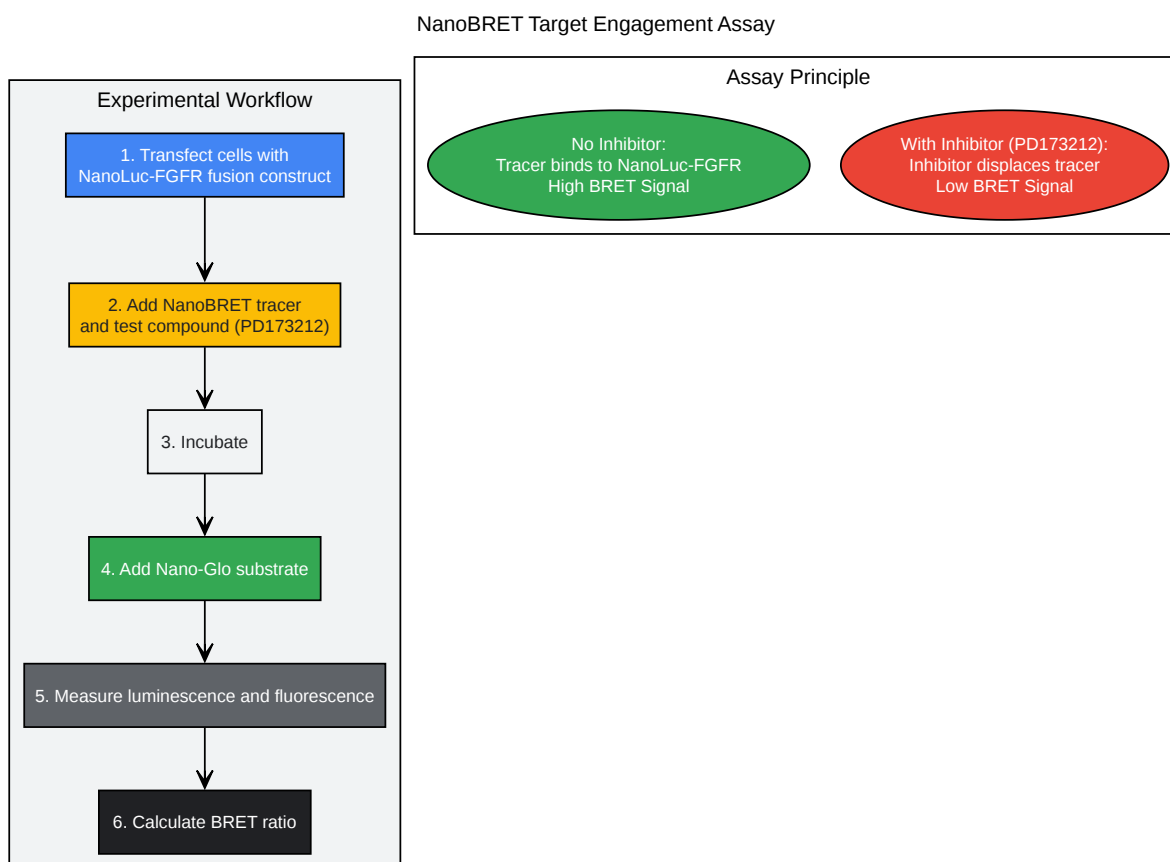 NanoBRET Target Engagement Assay
Experimental Workflow
1. Transfect cells with
NanoLuc-FGFR fusion construct
2. Add NanoBRET tracer
and test compound (PD173212)
3. Incubate
4. Add Nano-Glo substrate
5. Measure luminescence and fluorescence
6. Calculate BRET ratio
Assay Principle
No Inhibitor:
Tracer binds to NanoLuc-FGFR
High BRET Signal
With Inhibitor (PD173212):
Inhibitor displaces tracer
Low BRET Signal